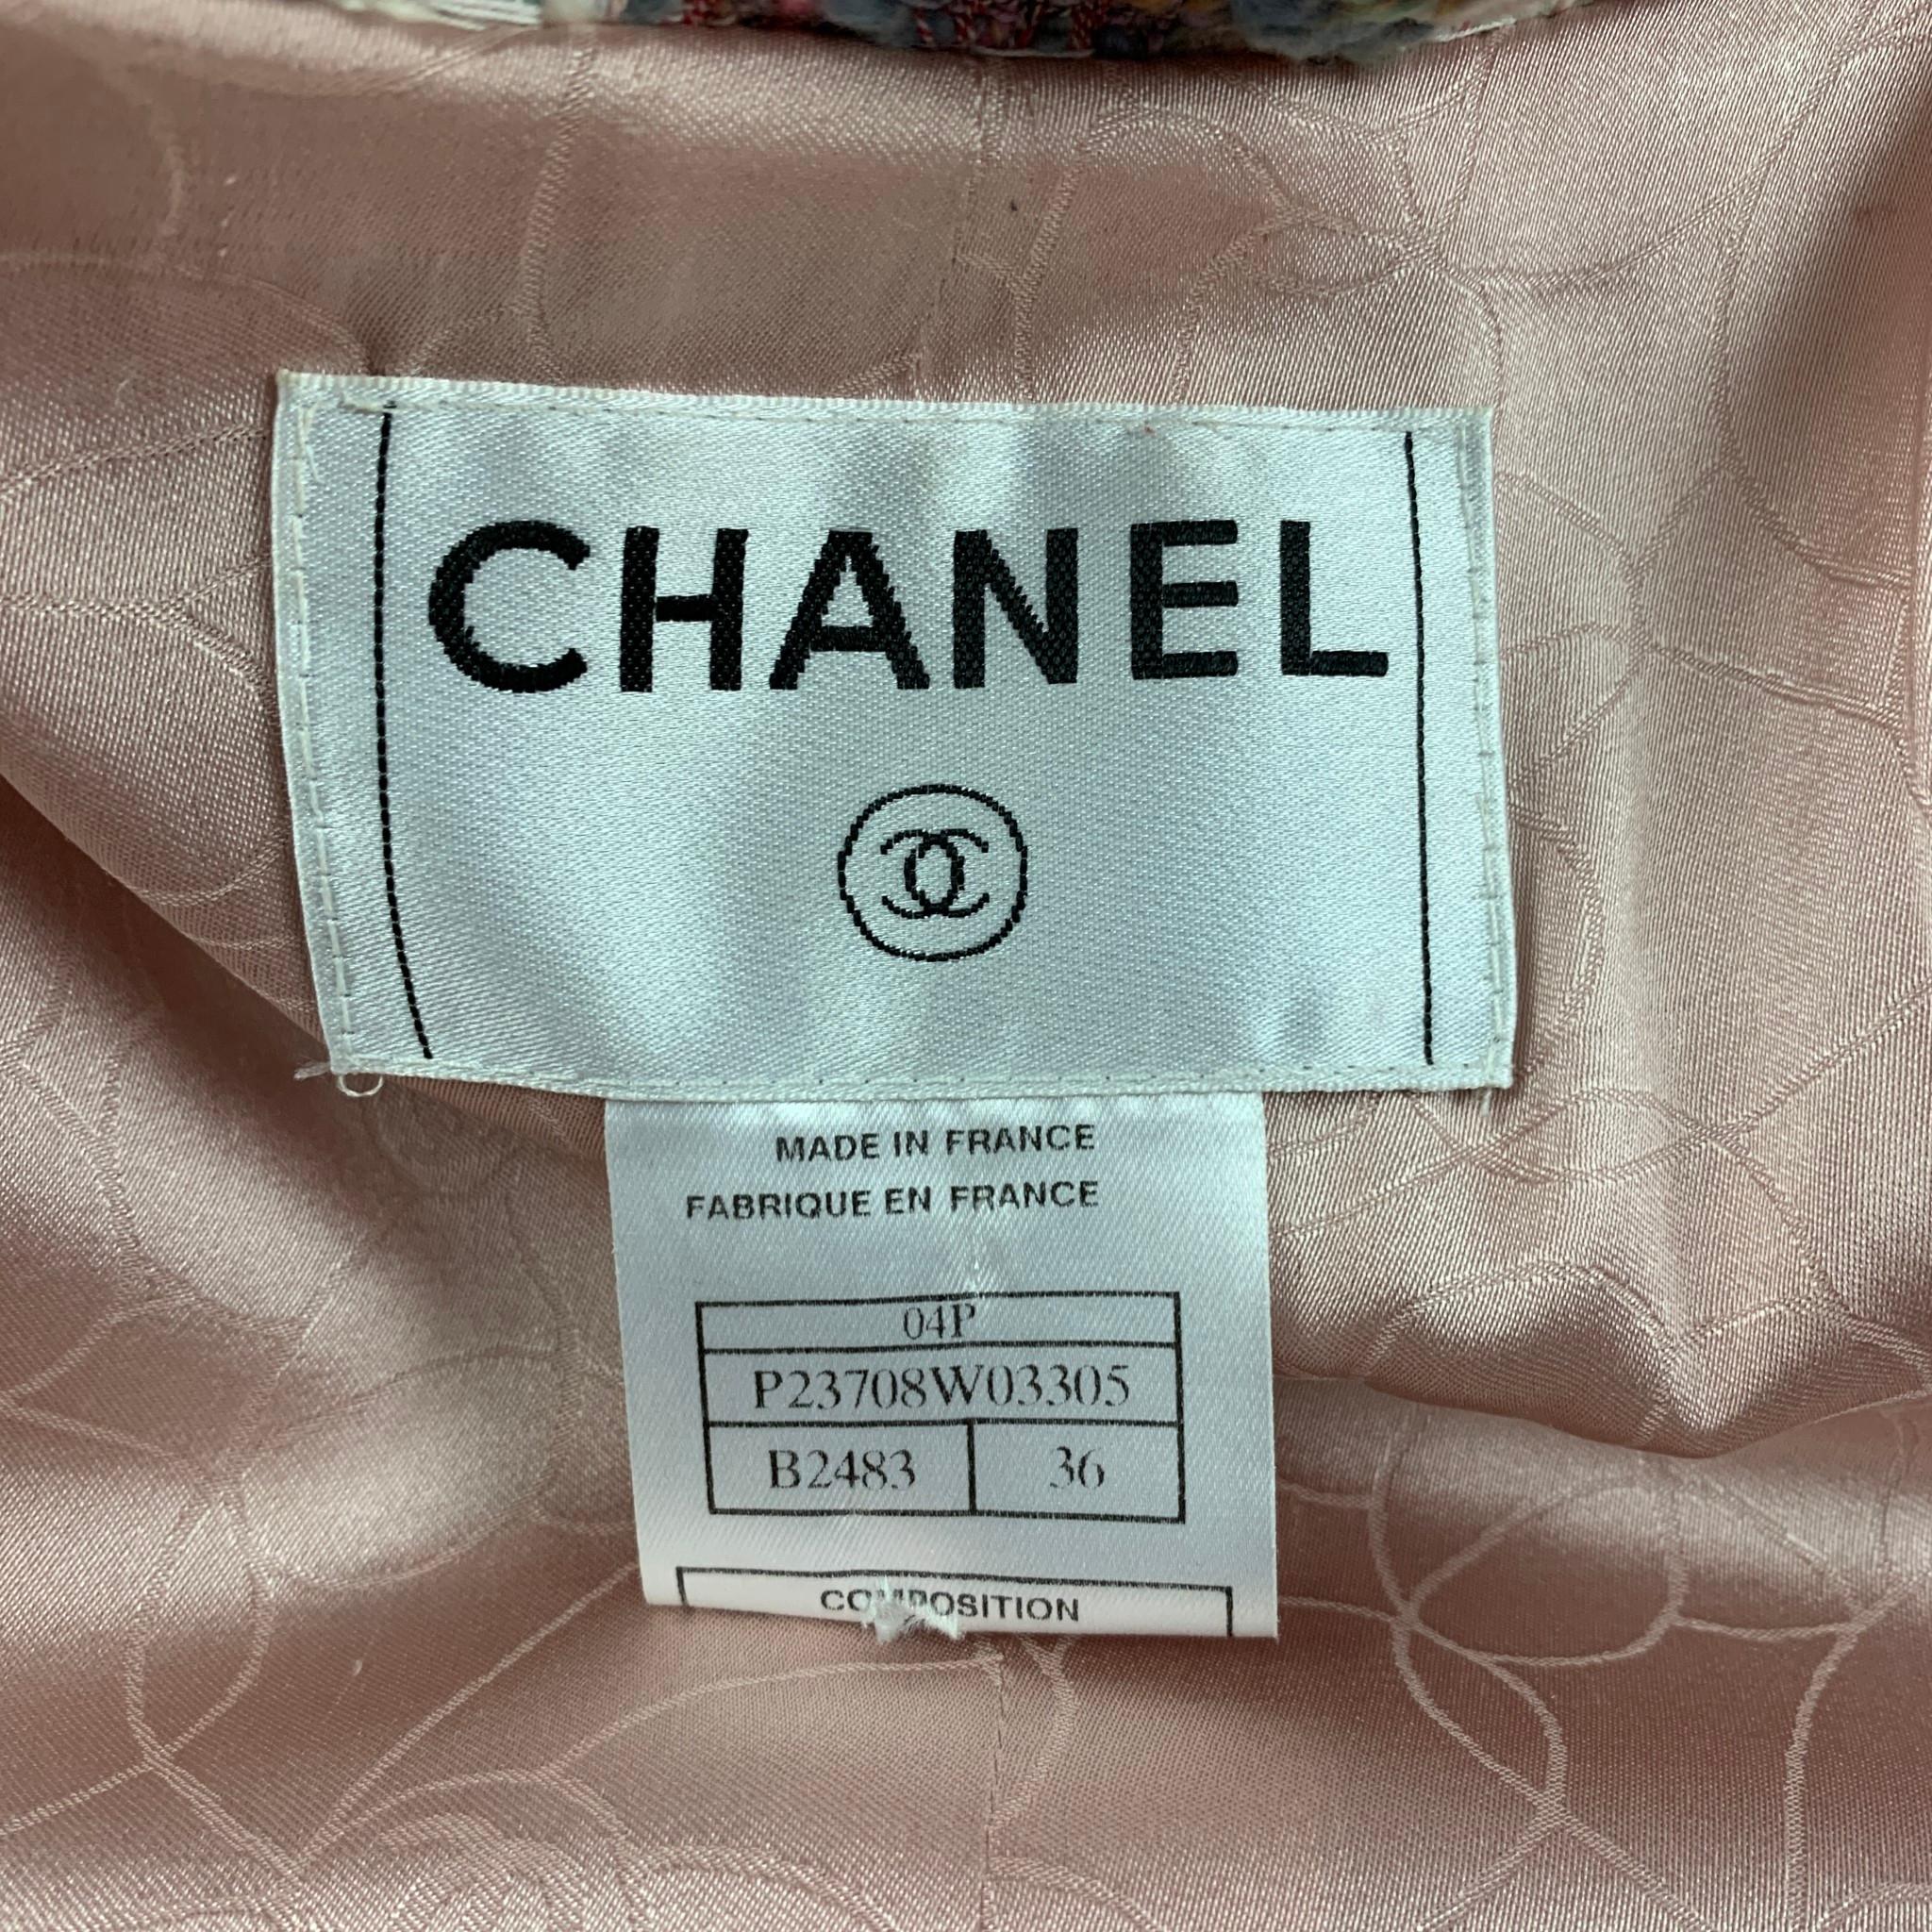 CHANEL
MADE IN FRANCE
FABRIQUE EN FRANCE
04P
P23708W03305
B2483 36
COMPOSITION